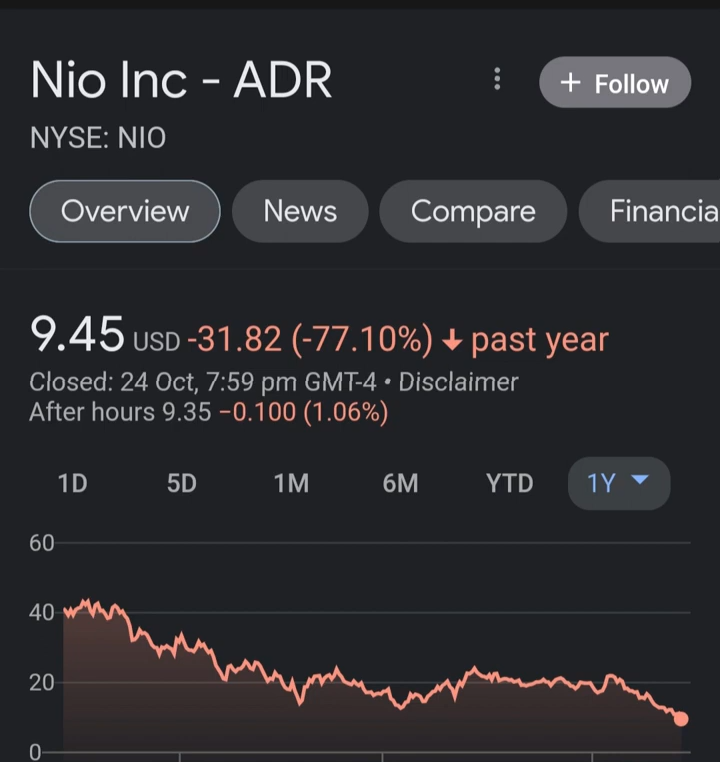 Nio Inc - ADR
+ Follow
NYSE: NIO
Overview News Compare Financia
9.45 USD -31.82 (-77.10%) ↓ past year
Closed: 24 Oct, 7:59 pm GMT-4 • Disclaimer
After hours 9.35 −0.100 (1.06%)
1D 5D 1M 6M YTD 1Y
60
40
20
0